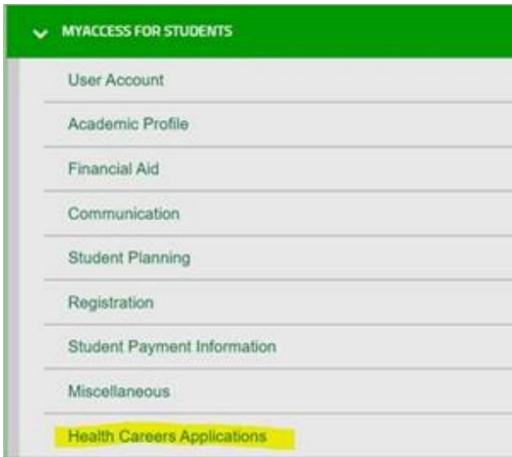 MYACCESS FOR STUDENTS
User Account
Academic Profile
Financial Aid
Communication
Student Planning
Registration
Student Payment Information
Miscellaneous
Health Careers Applications